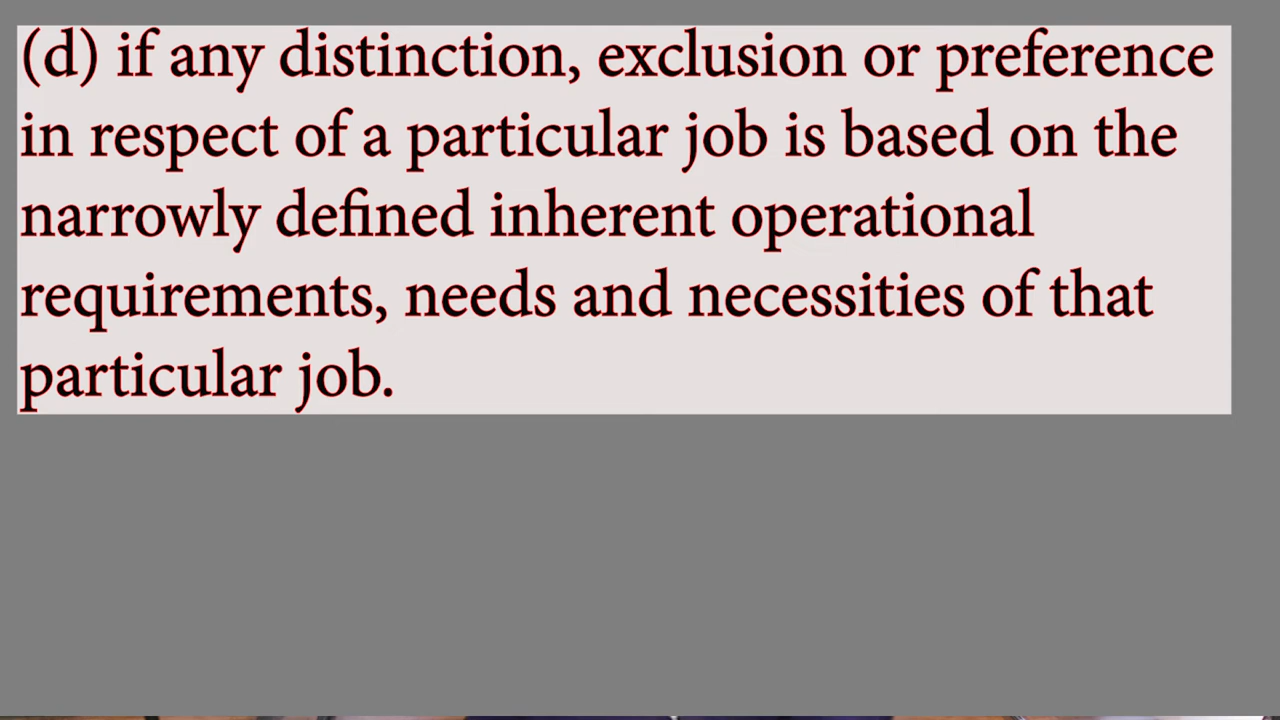 (d) if any distinction, exclusion or preference
in respect of a particular job is based on the
narrowly defined inherent operational
requirements, needs and necessities of that
particular job.